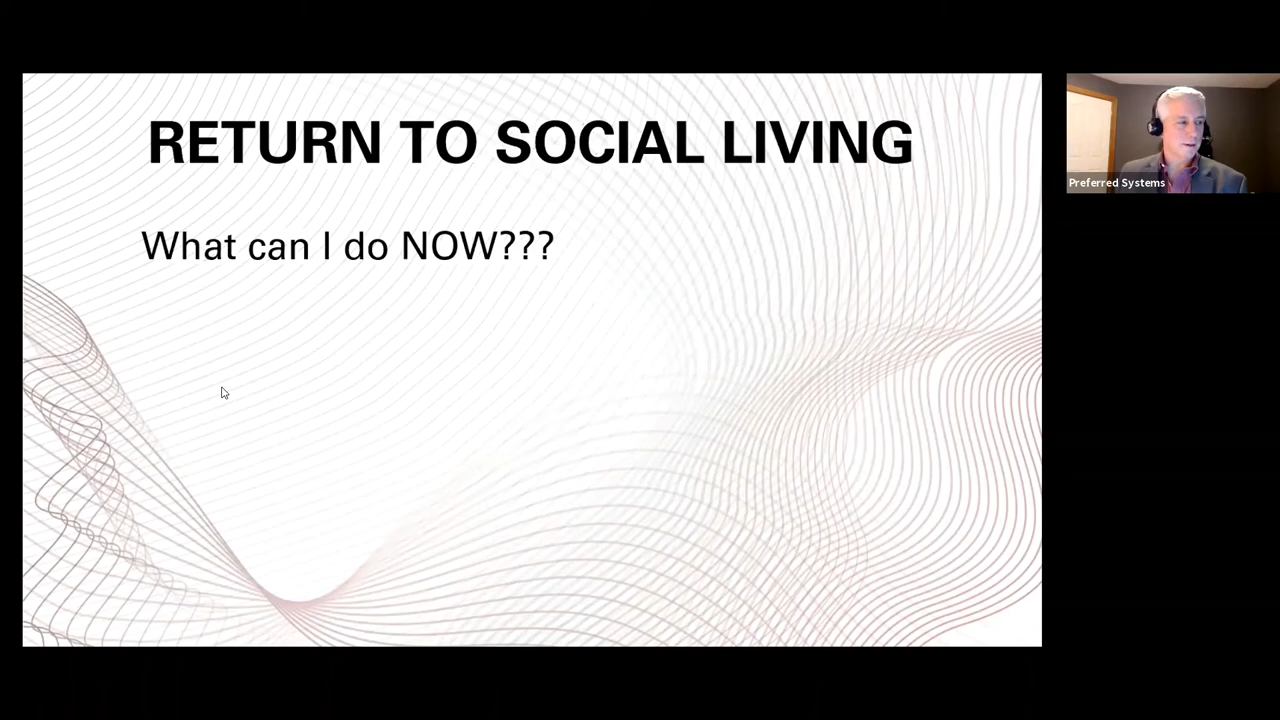 RETURN TO SOCIAL LIVING
What can I do NOW???
Preferred Systems